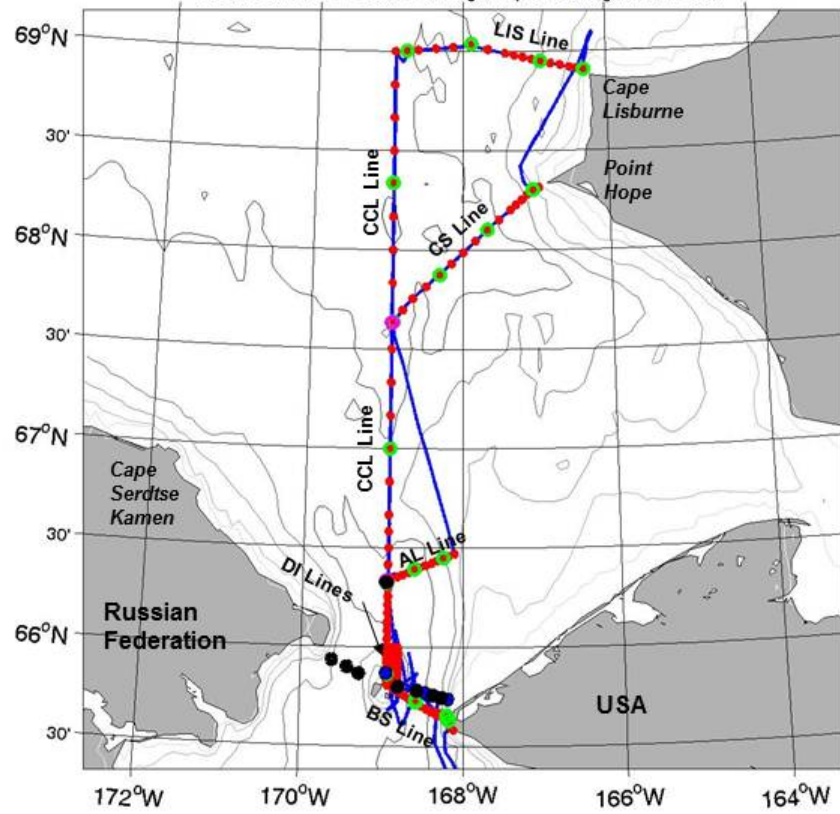 69°N
LIS Line
Cape
Lisburne
30'
CCL Line
Point
Hope
CS Line
68°N
30'
67°N
CCL Line
Cape
Serdtse
Kamen
30'
AL Line
DI Lines
Russian
Federation
66°N
USA
BS Line
30'
172°W
170°W
168°W
166°W
164°W